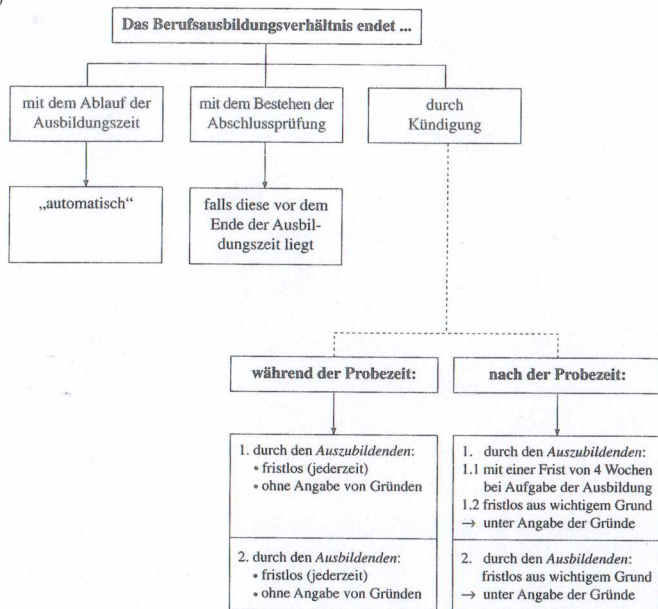 Das Berufsausbildungsverhältnis endet ...
mit dem Ablauf der
Ausbildungszeit
mit dem Bestehen der
Abschlussprüfung
durch
Kündigung
„automatisch“
falls diese vor dem
Ende der Ausbil-
dungszeit liegt
während der Probezeit:
nach der Probezeit:
1. durch den Auszubildenden:
• fristlos (jederzeit)
• ohne Angabe von Gründen
2. durch den Ausbildenden:
• fristlos (jederzeit)
• ohne Angabe von Gründen
1. durch den Auszubildenden:
1.1 mit einer Frist von 4 Wochen
bei Aufgabe der Ausbildung
1.2 fristlos aus wichtigem Grund
→ unter Angabe der Gründe
2. durch den Ausbildenden:
fristlos aus wichtigem Grund
→ unter Angabe der Gründe